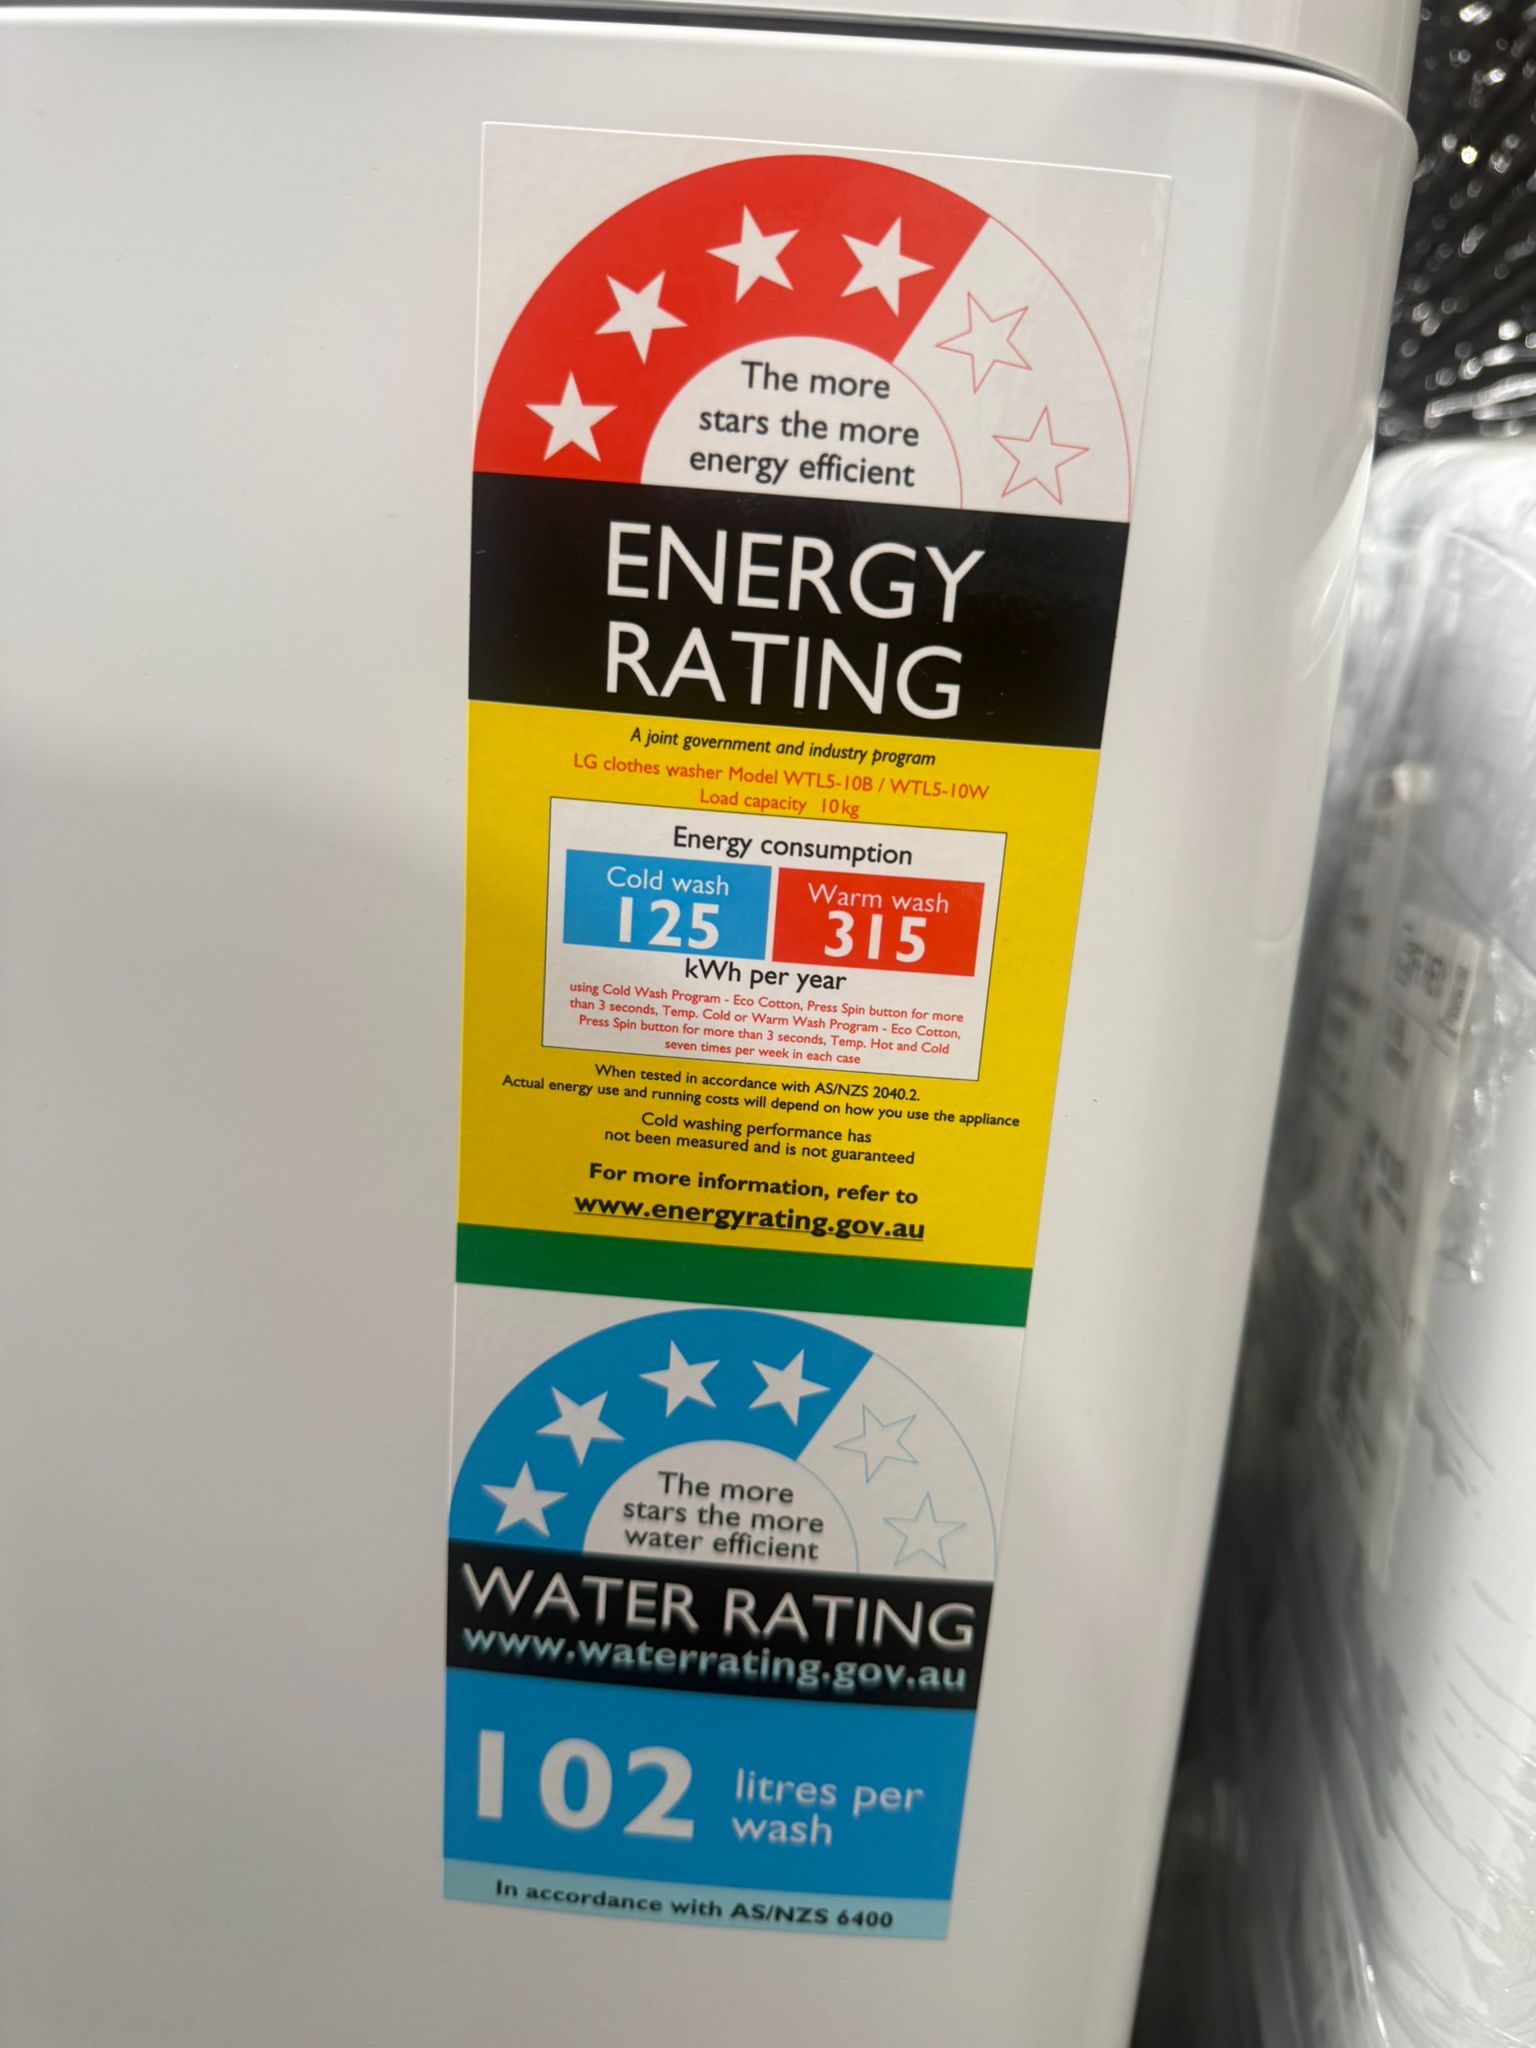 The more
stars the more
energy efficient
ENERGY
RATING
A joint government and industry program
LG clothes washer Model WTL5-10B / WTL5-10W
Load capacity 10kg
Energy consumption
Cold wash
125
Warm wash
315
kWh per year
using Cold Wash Program - Eco Cotton, Press Spin button for more
than 3 seconds, Temp. Cold or Warm Wash Program - Eco Cotton,
Press Spin button for more than 3 seconds, Temp. Hot and Cold
seven times per week in each case
When tested in accordance with AS/NZS 2040.2.
Actual energy use and running costs will depend on how you use the appliance
Cold washing performance has
not been measured and is not guaranteed
For more information, refer to
www.energyrating.gov.au
The more
stars the more
water efficient
WATER RATING
www.waterrating.gov.au
102 litres per
wash
In accordance with AS/NZS 6400